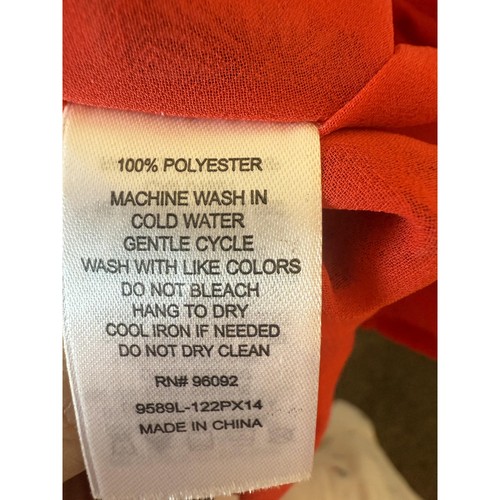 100% POLYESTER
MACHINE WASH IN
COLD WATER
GENTLE CYCLE
WASH WITH LIKE COLORS
DO NOT BLEACH
HANG TO DRY
COOL IRON IF NEEDED
DO NOT DRY CLEAN
RN# 96092
9589L-122PX14
MADE IN CHINA